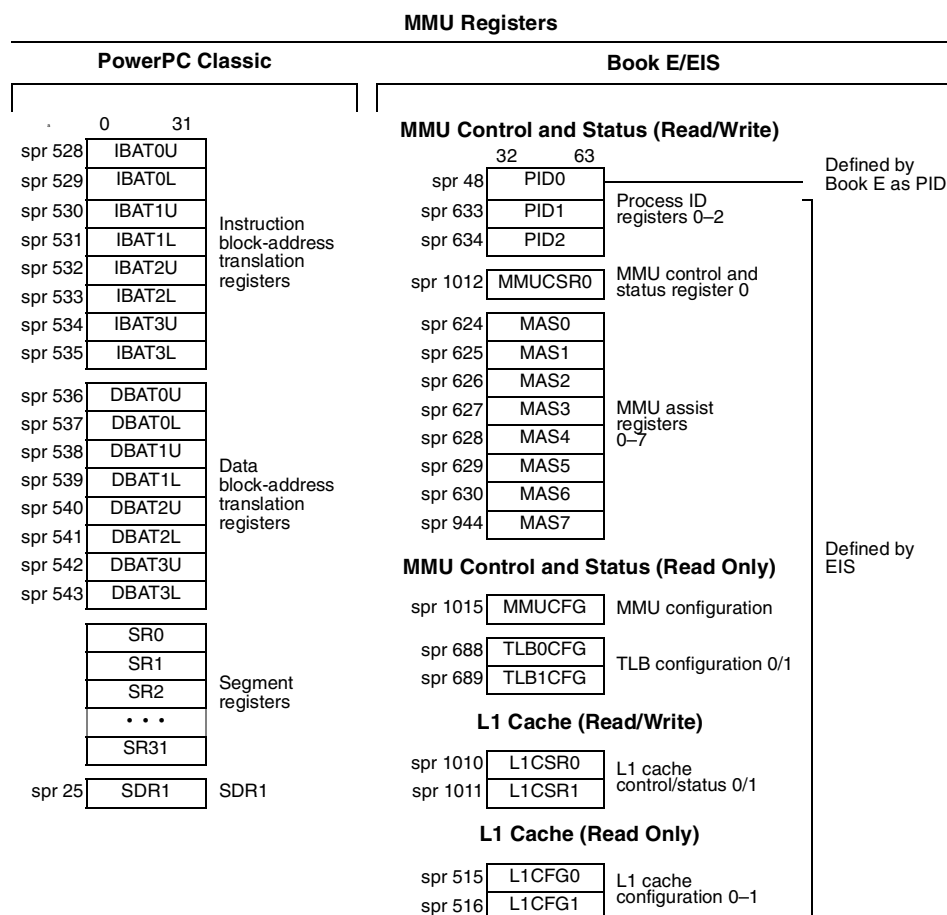 MMU Registers
PowerPC Classic
0 31
spr 528 IBAT0U
spr 529 IBAT0L
spr 530 IBAT1U
spr 531 IBAT1L
spr 532 IBAT2U
spr 533 IBAT2L
spr 534 IBAT3U
spr 535 IBAT3L
Instruction
block-address
translation
registers
spr 536 DBAT0U
spr 537 DBAT0L
spr 538 DBAT1U
spr 539 DBAT1L
spr 540 DBAT2U
spr 541 DBAT2L
spr 542 DBAT3U
spr 543 DBAT3L
Data
block-address
translation
registers
SR0
SR1
SR2
• • •
SR31
Segment
registers
spr 25 SDR1 SDR1
Book E/EIS
MMU Control and Status (Read/Write)
32 63
spr 48 PID0
spr 633 PID1
spr 634 PID2
Process ID
registers 0–2
Defined by
Book E as PID
spr 1012 MMUCSR0
MMU control and
status register 0
spr 624 MAS0
spr 625 MAS1
spr 626 MAS2
spr 627 MAS3
spr 628 MAS4
spr 629 MAS5
spr 630 MAS6
spr 944 MAS7
MMU assist
registers
0–7
Defined by
EIS
MMU Control and Status (Read Only)
spr 1015 MMUCFG MMU configuration
spr 688 TLB0CFG
spr 689 TLB1CFG
TLB configuration 0/1
L1 Cache (Read/Write)
spr 1010 L1CSR0
spr 1011 L1CSR1
L1 cache
control/status 0/1
L1 Cache (Read Only)
spr 515 L1CFG0
spr 516 L1CFG1
L1 cache
configuration 0–1